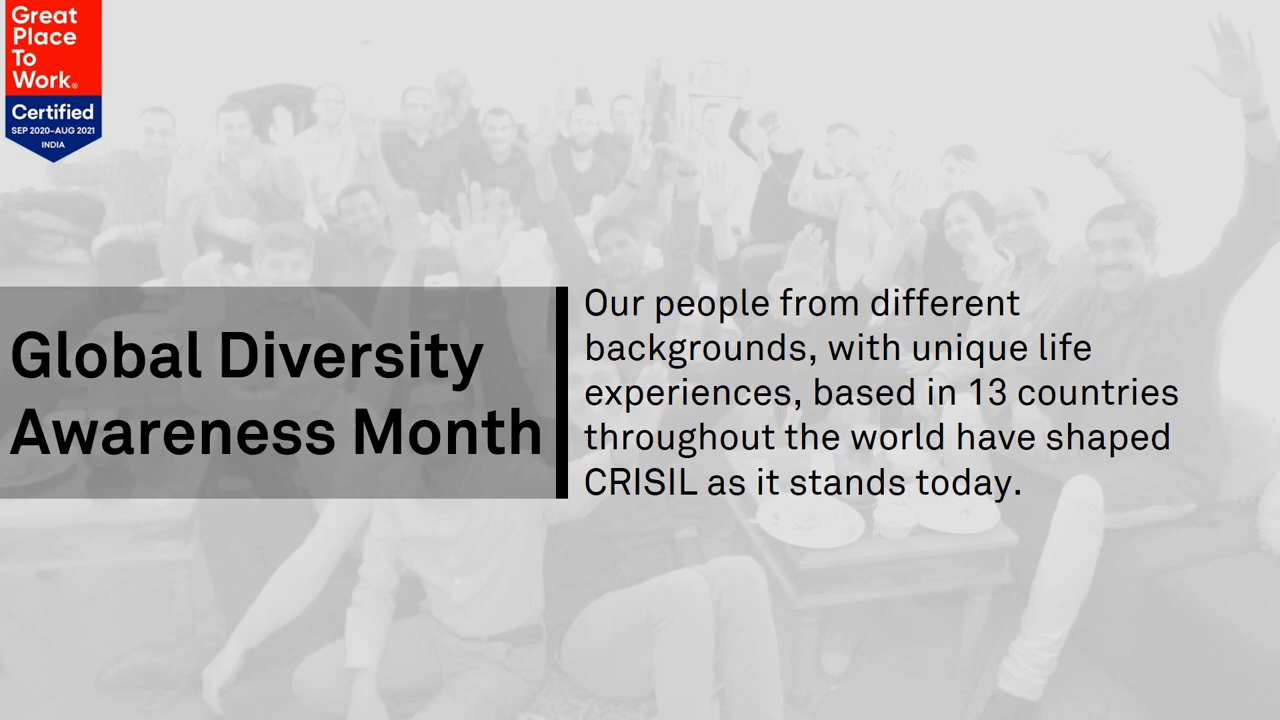 Great
Place
To
Work®
Certified
SEP 2020–AUG 2021
INDIA
Global Diversity
Awareness Month
Our people from different
backgrounds, with unique life
experiences, based in 13 countries
throughout the world have shaped
CRISIL as it stands today.